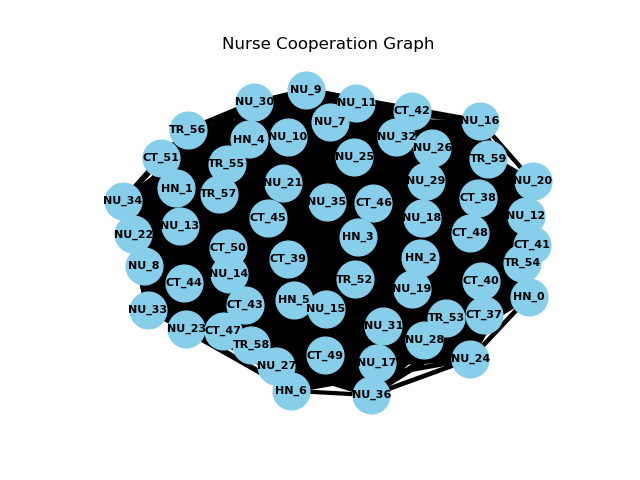 Nurse Cooperation Graph
NU_9
NU_30
NU_11
CT_42
NU_16
NU_7
TR_56
HN_4
NU_10
NU_32
NU_26
CT_51
TR_55
NU_25
TR_59
HN_1
TR_57
NU_21
NU_29
NU_20
NU_34
NU_35
CT_46
CT_38
NU_12
NU_13
CT_45
NU_18
NU_22
HN_3
CT_48
CT_41
CT_50
CT_39
HN_2
TR_54
NU_8
NU_14
CT_44
TR_52
NU_19
CT_40
HN_0
CT_43
HN_5
NU_15
NU_33
NU_23
CT_47
NU_31
TR_53
CT_37
TR_58
NU_28
CT_49
NU_27
NU_17
NU_24
HN_6
NU_36